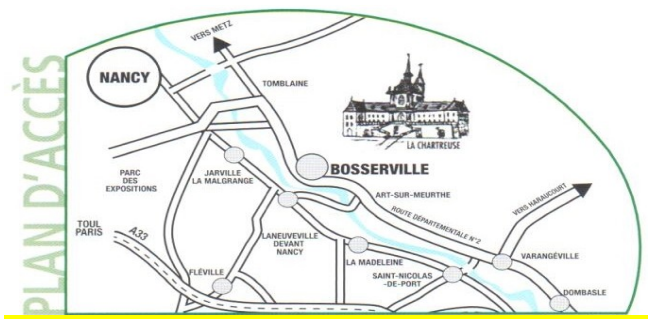 PLAN D'ACCÈS
VERS METZ
NANCY
TOMBLAINE
LA CHARTREUSE
BOSSERVILLE
PARC
DES
EXPOSITIONS
JARVILLE
LA MALGRANGE
ART-SUR-MEURTHE
VERS HARAUCOURT
ROUTE DÉPARTEMENTALE N°2
TOUL
PARIS
A33
LANEUVEVILLE
DEVANT
NANCY
LA MADELEINE
VARANGÉVILLE
FLÉVILLE
SAINT-NICOLAS
-DE-PORT
DOMBASLE